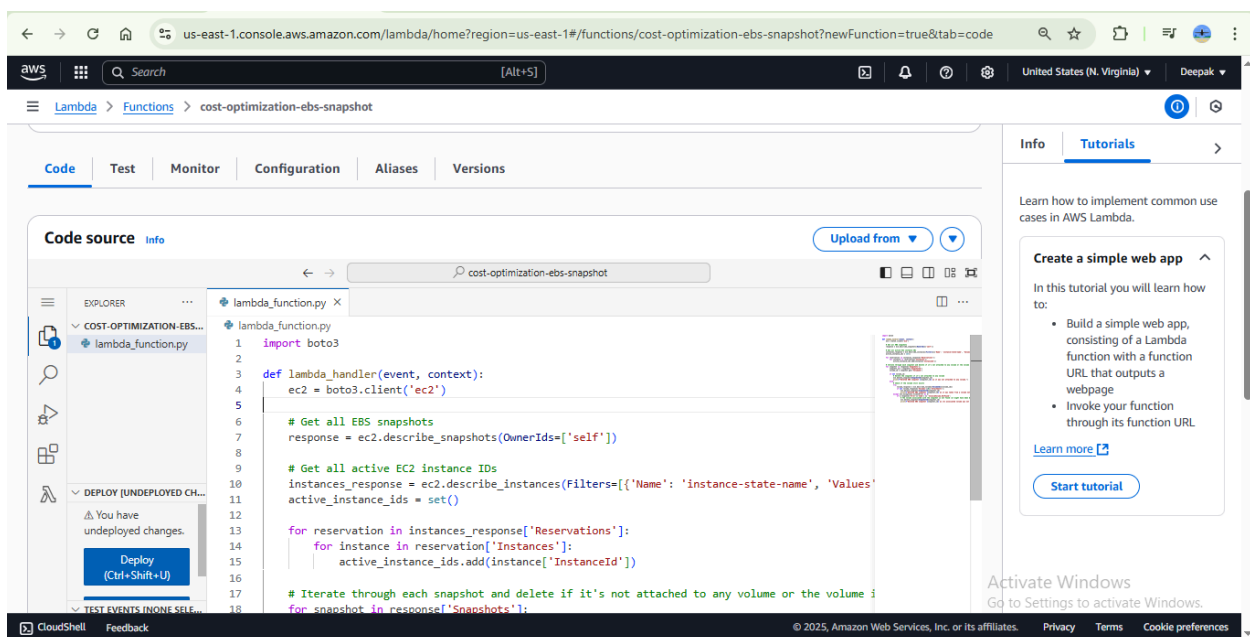 us-east-1.console.aws.amazon.com/lambda/home?region=us-east-1#/functions/cost-optimization-ebs-snapshot?newFunction=true&tab=code
aws
Search [Alt+S]
United States (N. Virginia) ▼ Deepak ▼
Lambda > Functions > cost-optimization-ebs-snapshot
Info Tutorials
Code Test Monitor Configuration Aliases Versions
Learn how to implement common use
cases in AWS Lambda.
Code source Info
Upload from ▼
Create a simple web app
In this tutorial you will learn how
to:
• Build a simple web app,
consisting of a Lambda
function with a function
URL that outputs a
webpage
• Invoke your function
through its function URL
Learn more
Start tutorial
cost-optimization-ebs-snapshot
EXPLORER ...
COST-OPTIMIZATION-EBS...
lambda_function.py
1
DEPLOY [UNDEPLOYED CH...
⚠ You have
undeployed changes.
Deploy
(Ctrl+Shift+U)
TEST EVENTS [NONE SELE...
lambda_function.py ×
lambda_function.py
1 import boto3
2
3 def lambda_handler(event, context):
4 ec2 = boto3.client('ec2')
5
6 # Get all EBS snapshots
7 response = ec2.describe_snapshots(OwnerIds=['self'])
8
9 # Get all active EC2 instance IDs
10 instances_response = ec2.describe_instances(Filters=[{'Name': 'instance-state-name', 'Values'
11 active_instance_ids = set()
12
13 for reservation in instances_response['Reservations']:
14 for instance in reservation['Instances']:
15 active_instance_ids.add(instance['InstanceId'])
16
17 # Iterate through each snapshot and delete if it's not attached to any volume or the volume i
18 for snapshot in response['Snapshots']:
Activate Windows
Go to Settings to activate Windows.
CloudShell Feedback
© 2025, Amazon Web Services, Inc. or its affiliates. Privacy Terms Cookie preferences